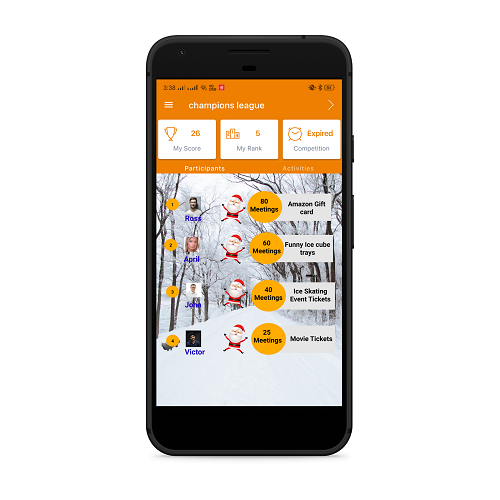 3:38
champions league
26
My Score
5
My Rank
Expired
Competition
Participants
Activities
1
Ross
80
Meetings
Amazon Gift
card
2
April
60
Meetings
Funny Ice cube
trays
3
John
40
Meetings
Ice Skating
Event Tickets
4
Victor
25
Meetings
Movie Tickets